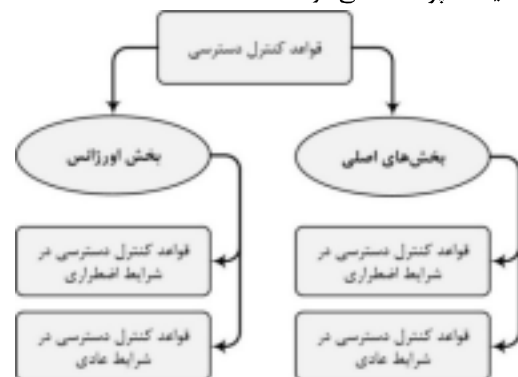 قواعد کنترل دسترسی
بخش‌های اصلی
بخش اورژانس
قواعد کنترل دسترسی در
شرایط اضطراری
قواعد کنترل دسترسی در
شرایط عادی
قواعد کنترل دسترسی در
شرایط اضطراری
قواعد کنترل دسترسی در
شرایط عادی